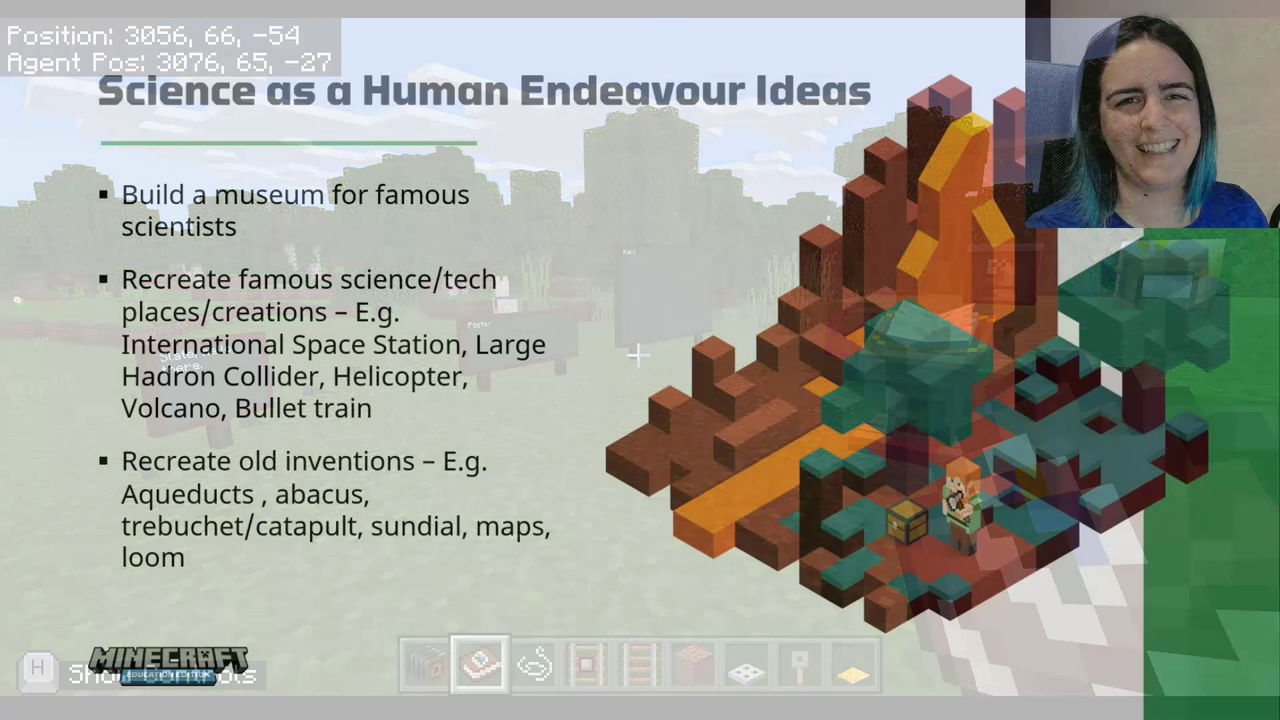 Position: 3056, 66, -54
Agent Pos: 3076, 65, -27
Science as a Human Endeavour Ideas
▪ Build a museum for famous
scientists
▪ Recreate famous science/tech
places/creations – E.g.
International Space Station, Large
Hadron Collider, Helicopter,
Volcano, Bullet train
▪ Recreate old inventions – E.g.
Aqueducts , abacus,
trebuchet/catapult, sundial, maps,
loom
Poster
MINECRAFT
EDUCATION EDITION
H